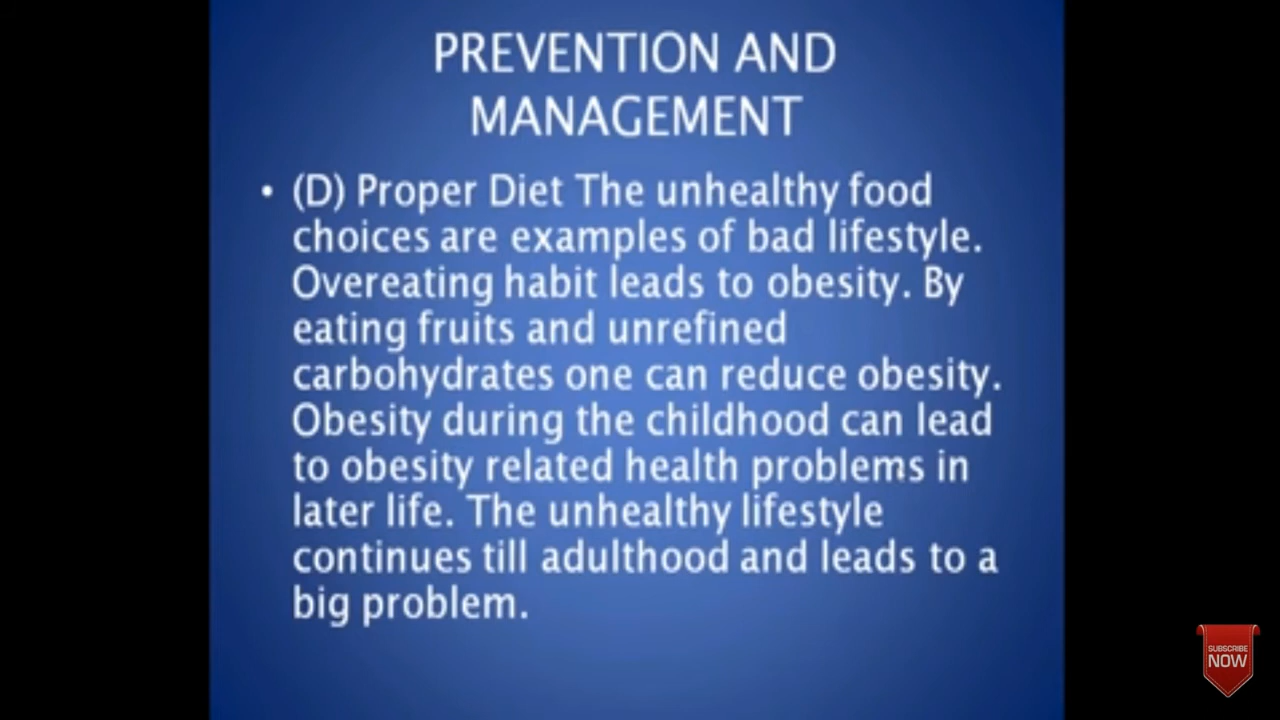 PREVENTION AND
MANAGEMENT
• (D) Proper Diet The unhealthy food
choices are examples of bad lifestyle.
Overeating habit leads to obesity. By
eating fruits and unrefined
carbohydrates one can reduce obesity.
Obesity during the childhood can lead
to obesity related health problems in
later life. The unhealthy lifestyle
continues till adulthood and leads to a
big problem.
SUBSCRIBE
NOW